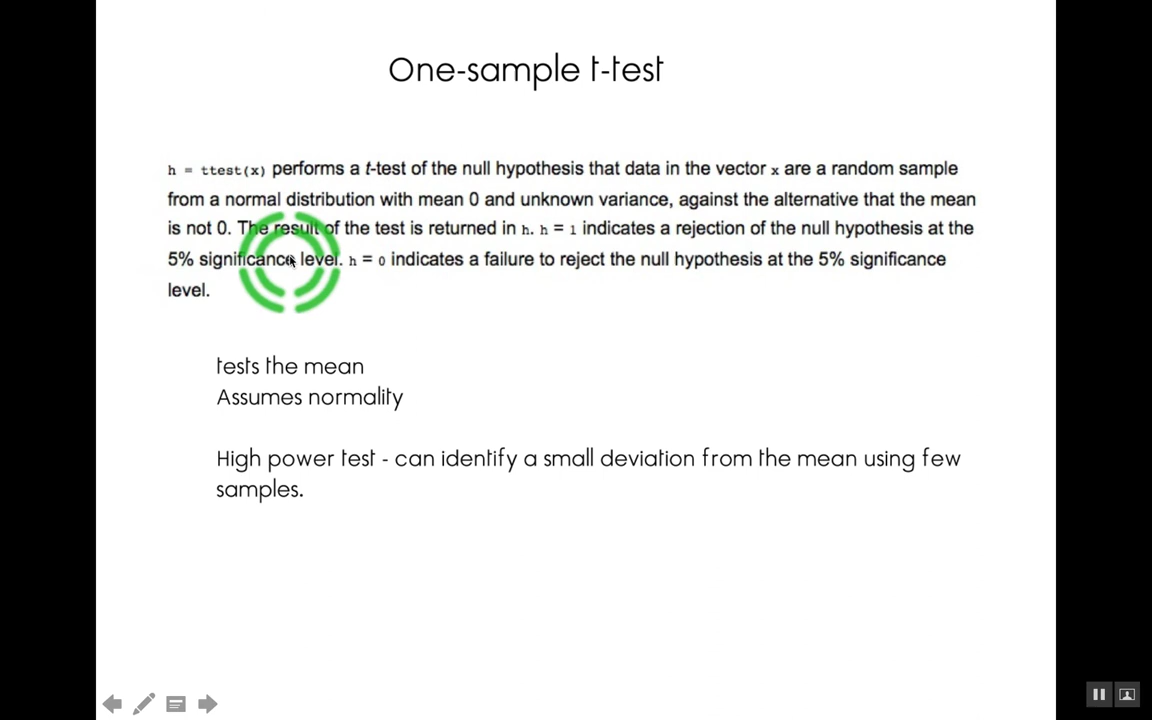 One-sample t-test
h = ttest(x) performs a t-test of the null hypothesis that data in the vector x are a random sample
from a normal distribution with mean 0 and unknown variance, against the alternative that the mean
is not 0. The result of the test is returned in h. h = 1 indicates a rejection of the null hypothesis at the
5% significance level. h = 0 indicates a failure to reject the null hypothesis at the 5% significance
level.
tests the mean
Assumes normality
High power test - can identify a small deviation from the mean using few
samples.